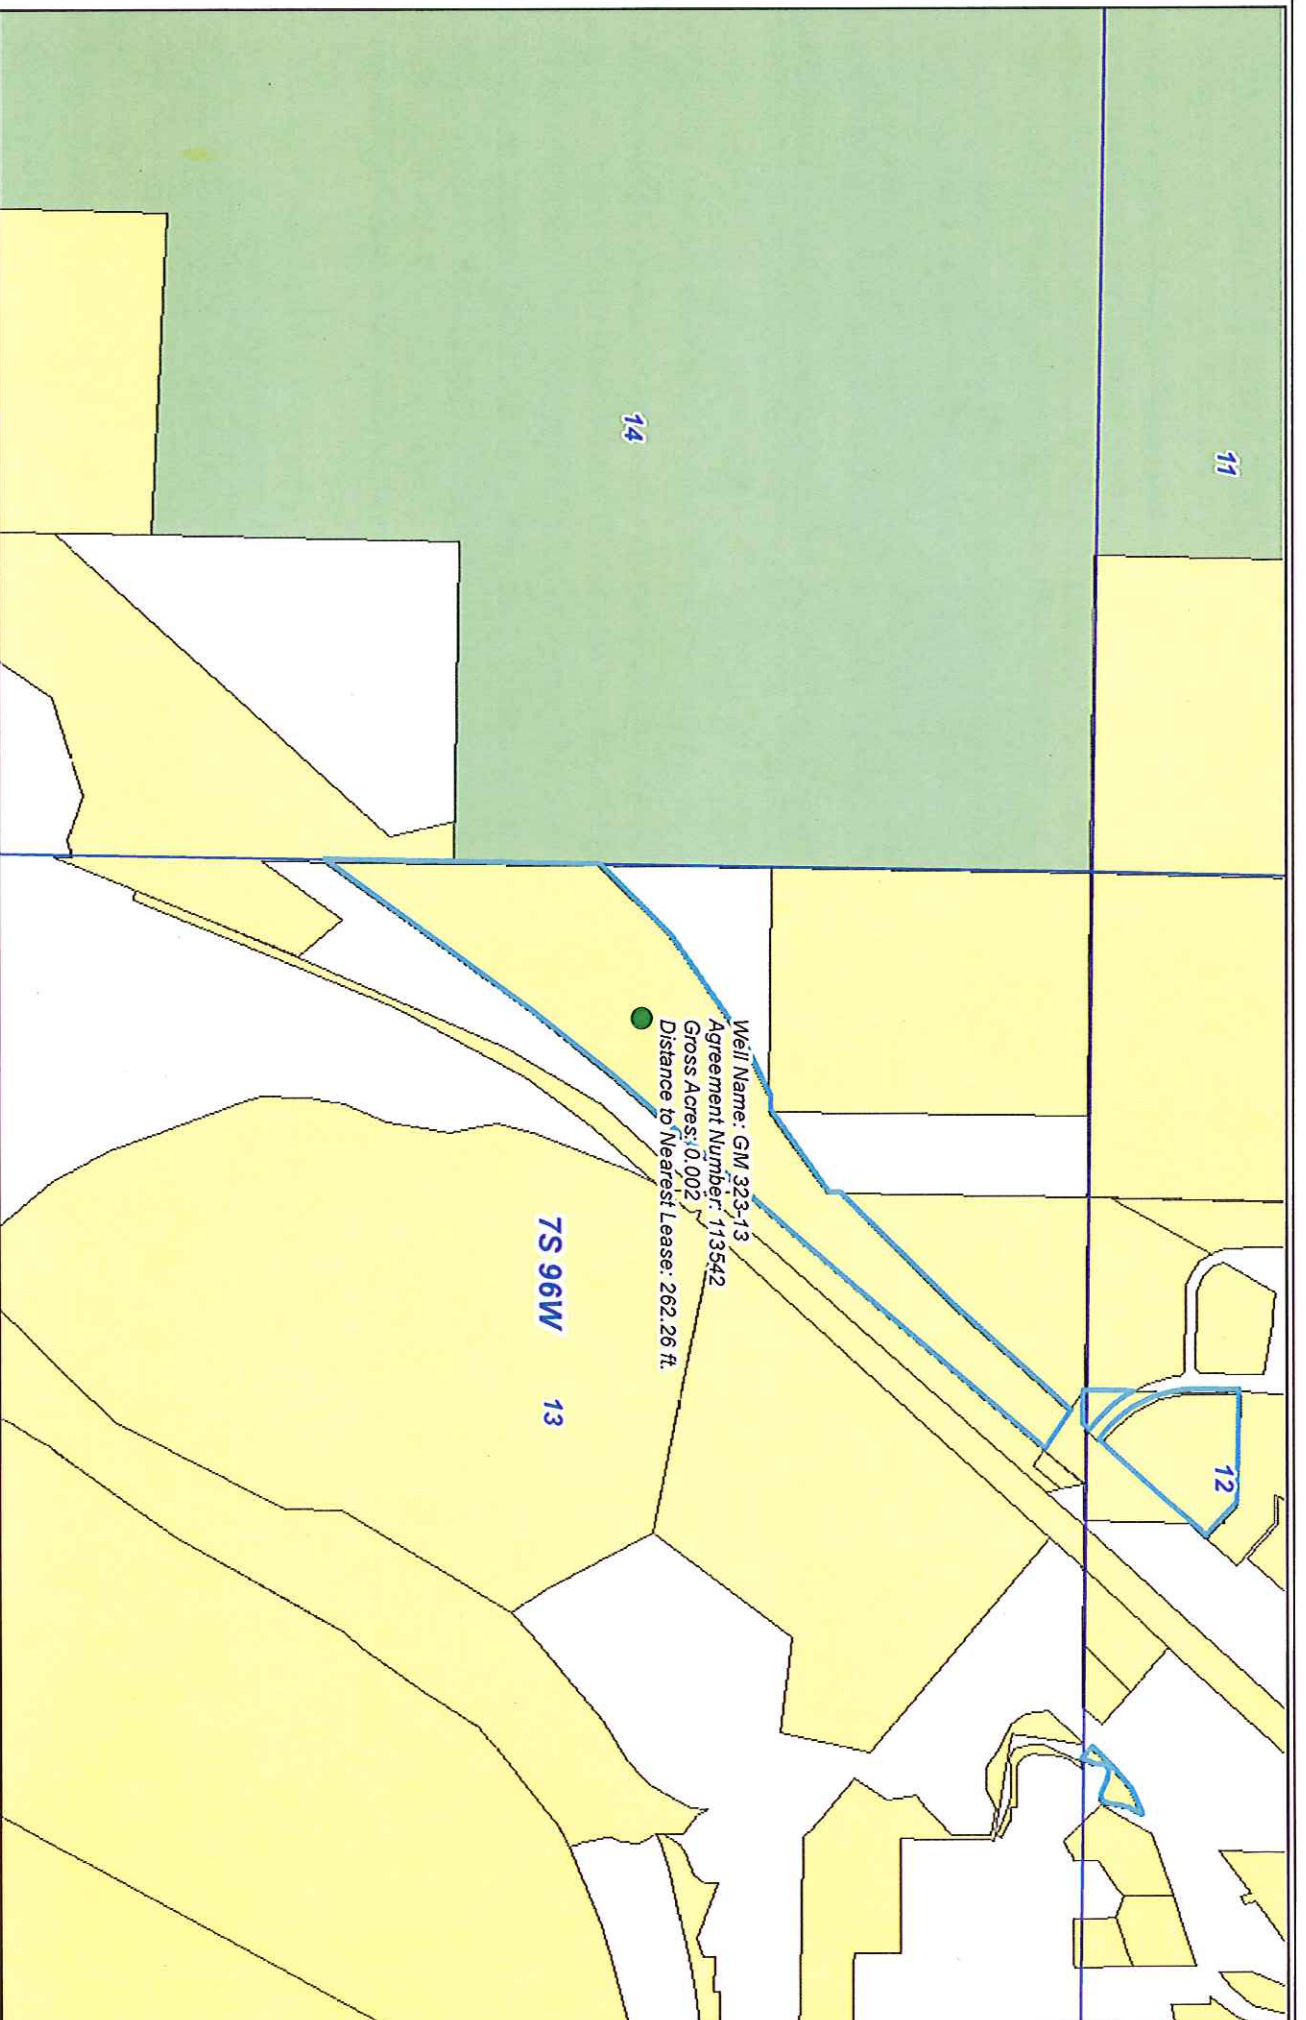 11
12
14
Well Name: GM 323-13
Agreement Number: 113542
Gross Acres: 0.002
Distance to Nearest Lease: 262.26 ft.
7S 96W 13